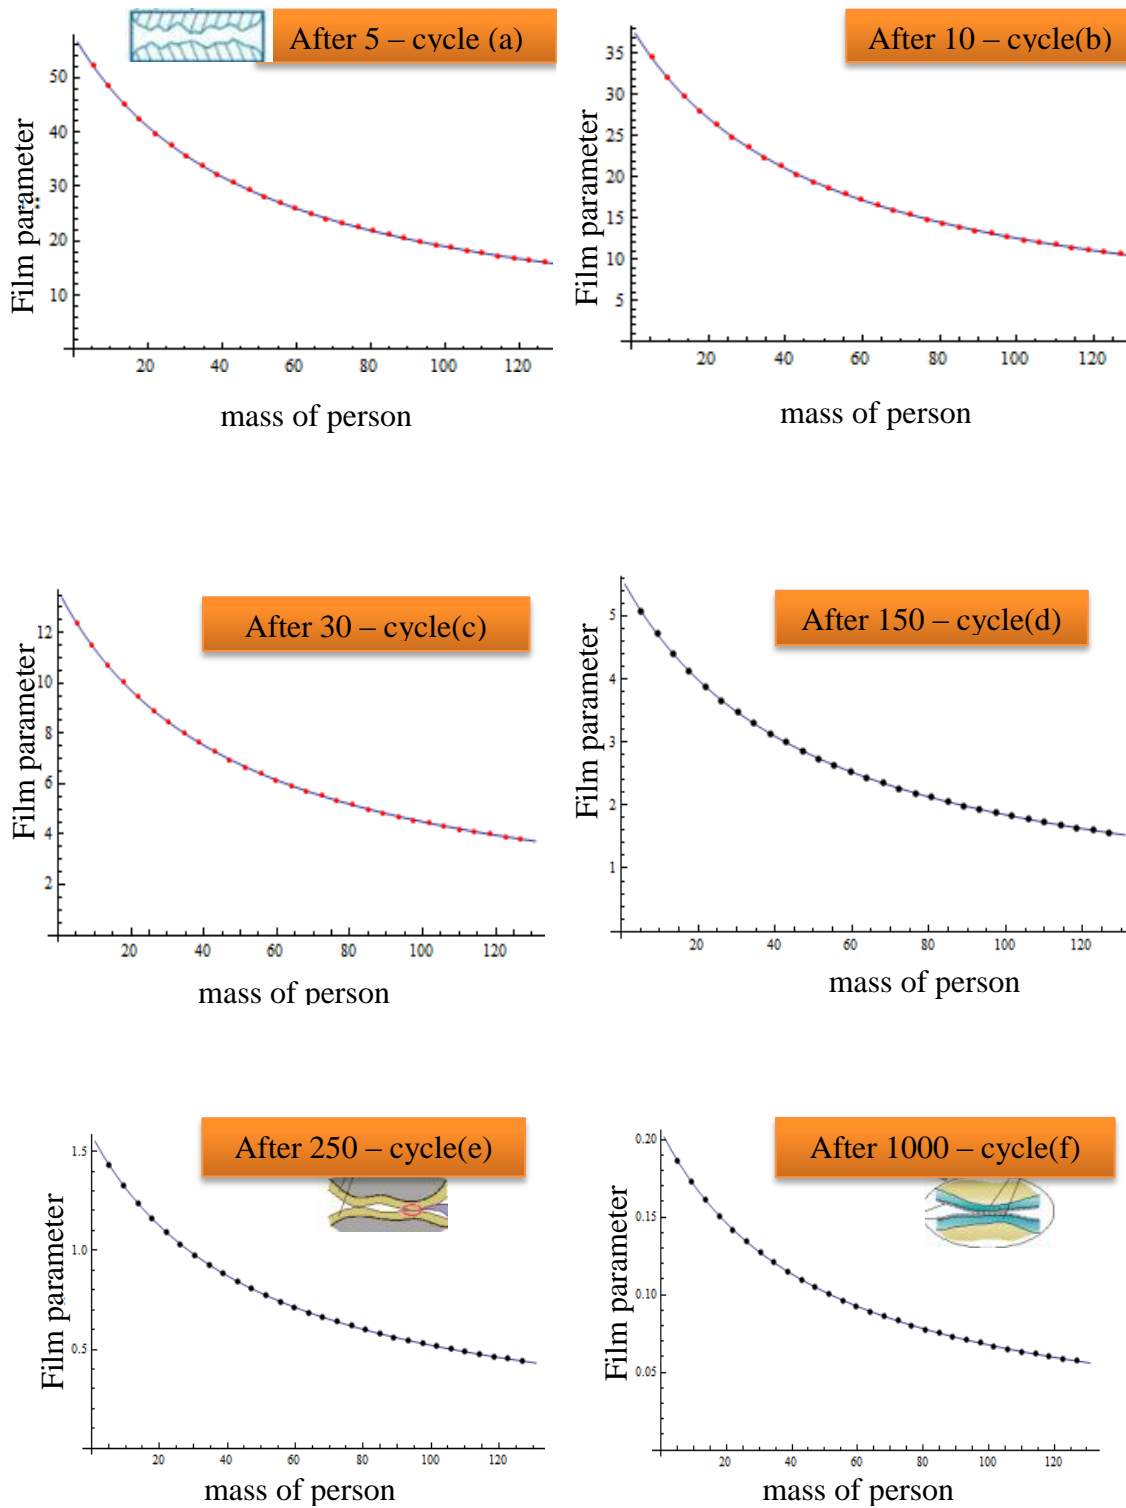 After 5 – cycle (a)
Film parameter
50
40
30
20
10
20 40 60 80 100 120
mass of person
After 10 – cycle(b)
Film parameter
35
30
25
20
15
10
5
20 40 60 80 100 120
mass of person
After 30 – cycle(c)
Film parameter
12
10
8
6
4
2
20 40 60 80 100 120
mass of person
After 150 – cycle(d)
Film parameter
5
4
3
2
1
20 40 60 80 100 120
mass of person
After 250 – cycle(e)
Film parameter
1.5
1.0
0.5
20 40 60 80 100 120
mass of person
After 1000 – cycle(f)
Film parameter
0.20
0.15
0.10
0.05
20 40 60 80 100 120
mass of person